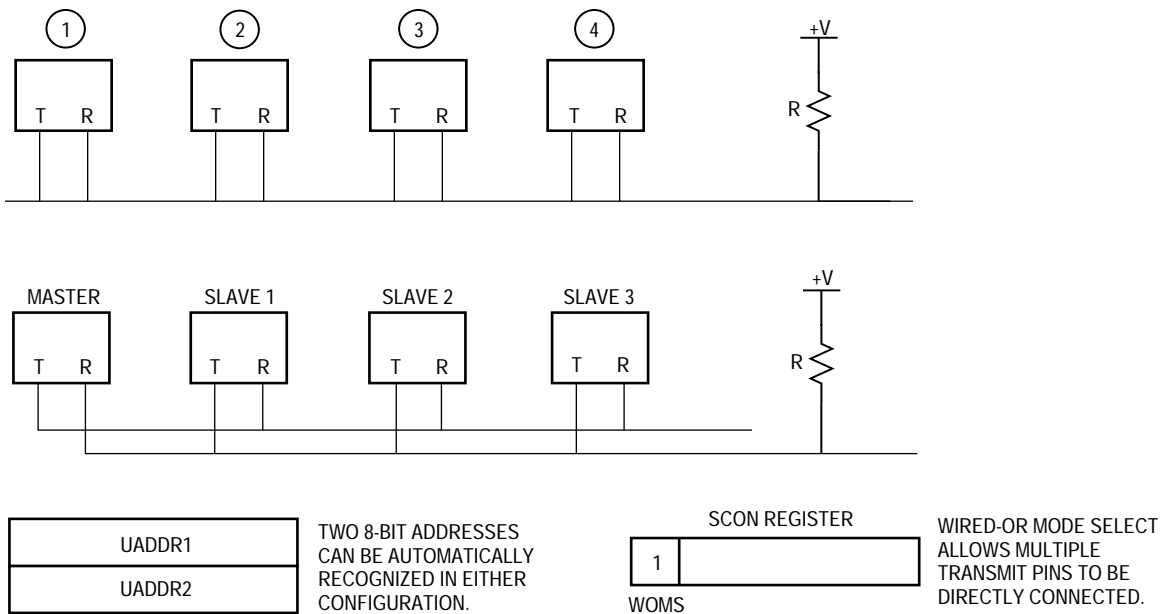 1 2 3 4 +V
T R T R T R T R R
MASTER SLAVE 1 SLAVE 2 SLAVE 3 +V
T R T R T R T R R
UADDR1
UADDR2
TWO 8-BIT ADDRESSES
CAN BE AUTOMATICALLY
RECOGNIZED IN EITHER
CONFIGURATION.
SCON REGISTER
1
WOMS
WIRED-OR MODE SELECT
ALLOWS MULTIPLE
TRANSMIT PINS TO BE
DIRECTLY CONNECTED.